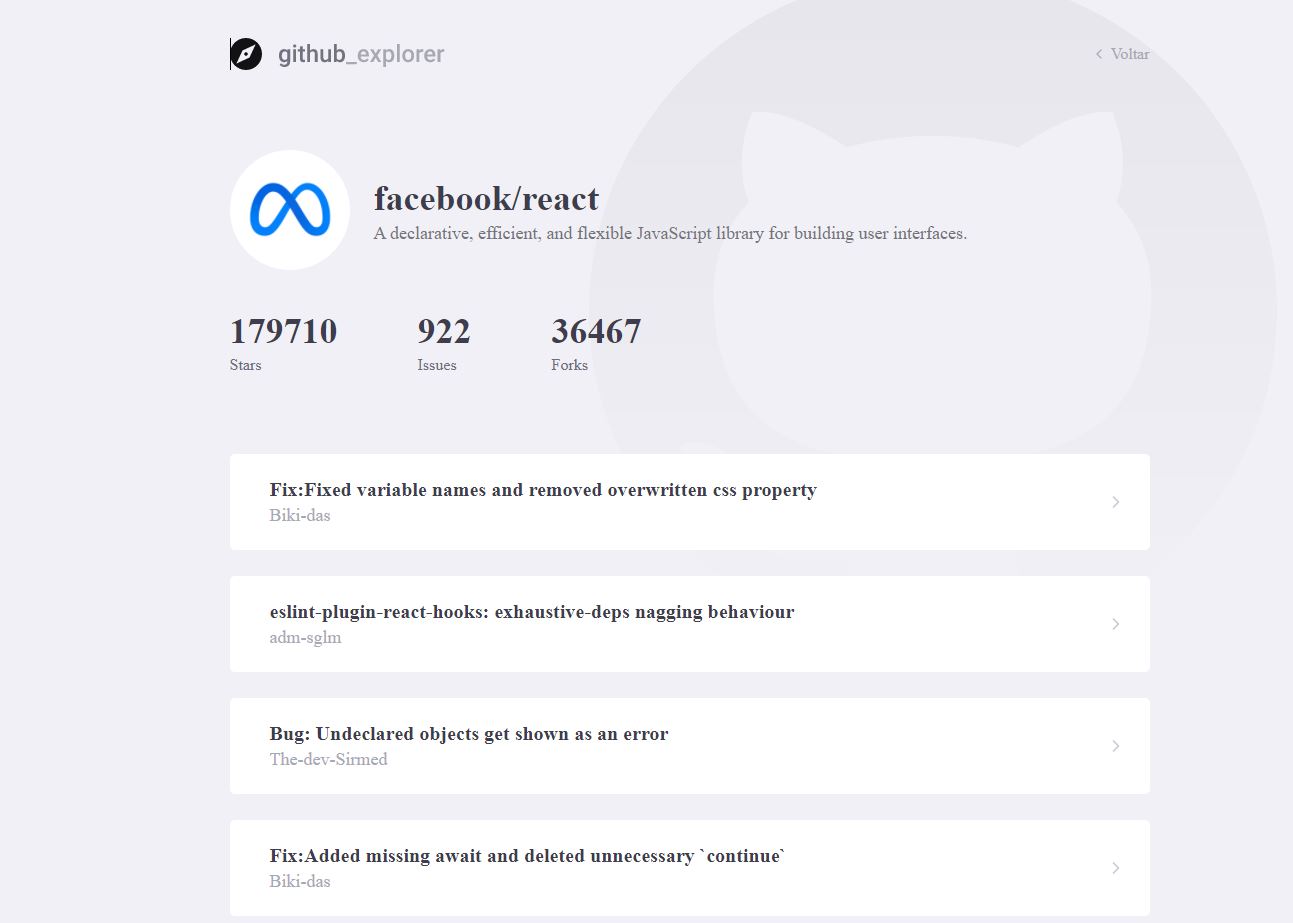 github_explorer
Voltar
facebook/react
A declarative, efficient, and flexible JavaScript library for building user interfaces.
179710 922 36467
Stars Issues Forks
Fix:Fixed variable names and removed overwritten css property
Biki-das
eslint-plugin-react-hooks: exhaustive-deps nagging behaviour
adm-sglm
Bug: Undeclared objects get shown as an error
The-dev-Sirmed
Fix:Added missing await and deleted unnecessary `continue`
Biki-das